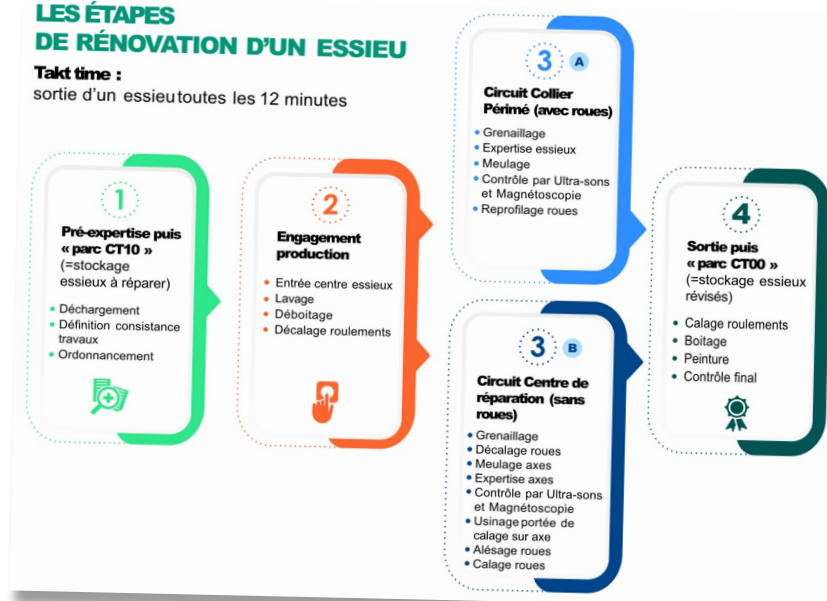 LES ÉTAPES
DE RÉNOVATION D'UN ESSIEU
Takt time :
sortie d'un essieu toutes les 12 minutes
1
Pré-expertise puis
« parc CT10 »
(=stockage
essieux à réparer)
• Déchargement
• Définition consistance
travaux
• Ordonnancement
2
Engagement
production
• Entrée centre essieux
• Lavage
• Déboitage
• Décalage roulements
3 A
Circuit Collier
Périmé (avec roues)
• Grenaillage
• Expertise essieux
• Meulage
• Contrôle par Ultra-sons
et Magnétoscopie
• Reprofilage roues
3 B
Circuit Centre de
réparation (sans
roues)
• Grenaillage
• Décalage roues
• Meulage axes
• Expertise axes
• Contrôle par Ultra-sons
et Magnétoscopie
• Usinage portée de
calage sur axe
• Alésage roues
• Calage roues
4
Sortie puis
« parc CT00 »
(=stockage essieux
révisés)
• Calage roulements
• Boitage
• Peinture
• Contrôle final